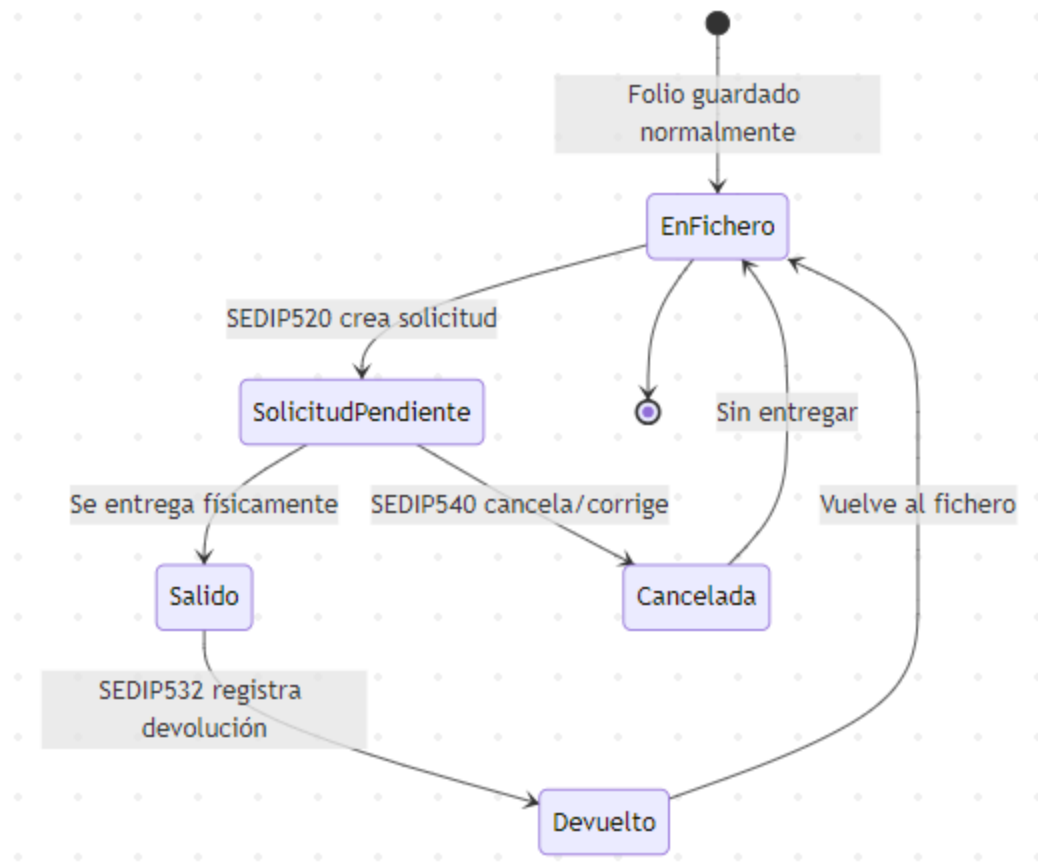 Folio guardado
normalmente
EnFichero
SEDIP520 crea solicitud
SolicitudPendiente
Sin entregar
Se entrega físicamente
SEDIP540 cancela/corrige
Vuelve al fichero
Salido
Cancelada
SEDIP532 registra
devolución
Devuelto